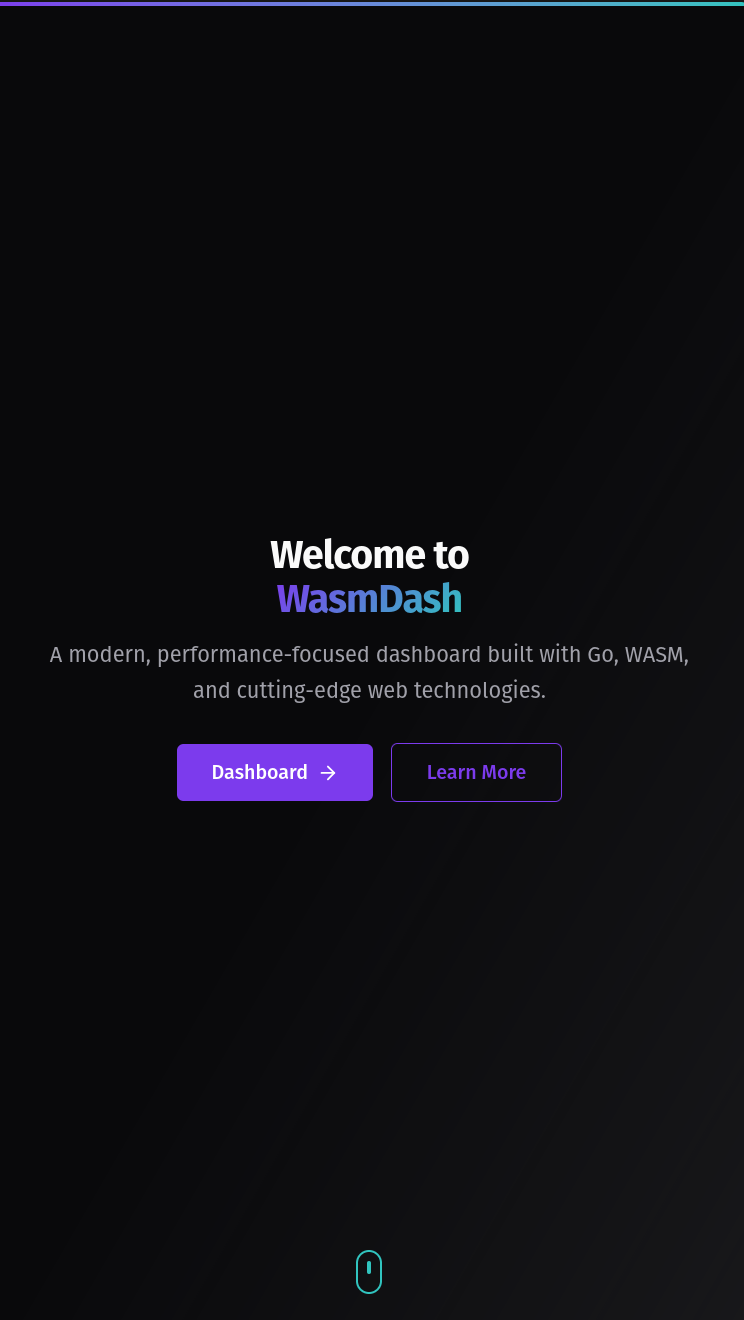 Welcome to
WasmDash
A modern, performance-focused dashboard built with Go, WASM,
and cutting-edge web technologies.
Dashboard
Learn More